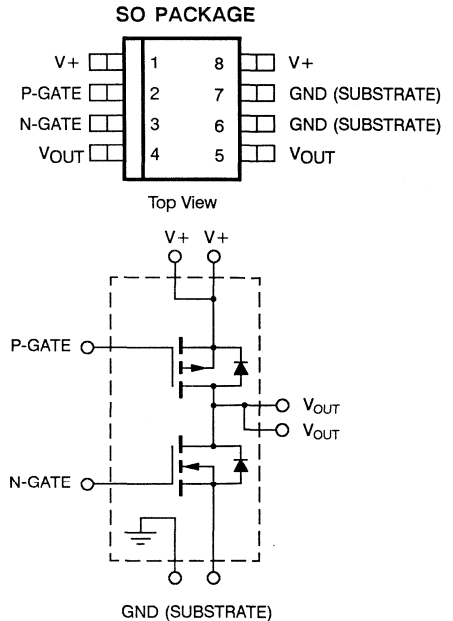 SO PACKAGE
V+ 1 8 V+
P-GATE 2 7 GND (SUBSTRATE)
N-GATE 3 6 GND (SUBSTRATE)
VOUT 4 5 VOUT
Top View
V+ V+
P-GATE
VOUT
VOUT
N-GATE
GND (SUBSTRATE)